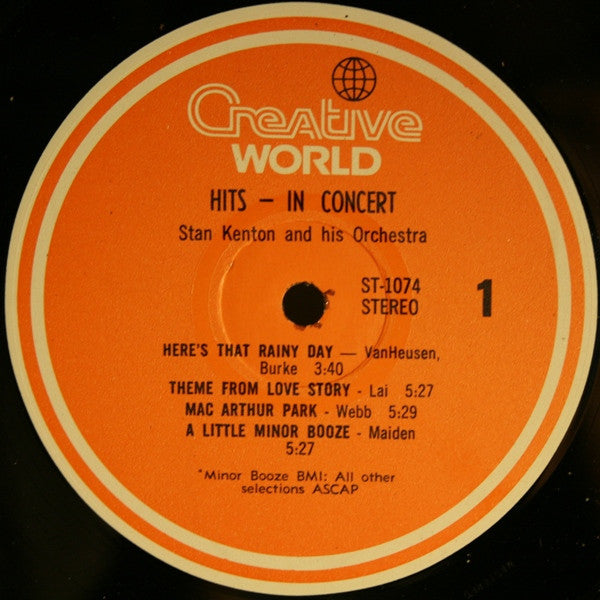 Creative
WORLD
HITS – IN CONCERT
Stan Kenton and his Orchestra
ST-1074
STEREO
1
HERE'S THAT RAINY DAY — VanHeusen,
Burke 3:40
THEME FROM LOVE STORY - Lai 5:27
MAC ARTHUR PARK - Webb 5:29
A LITTLE MINOR BOOZE - Maiden
5:27
*Minor Booze BMI: All other
selections ASCAP